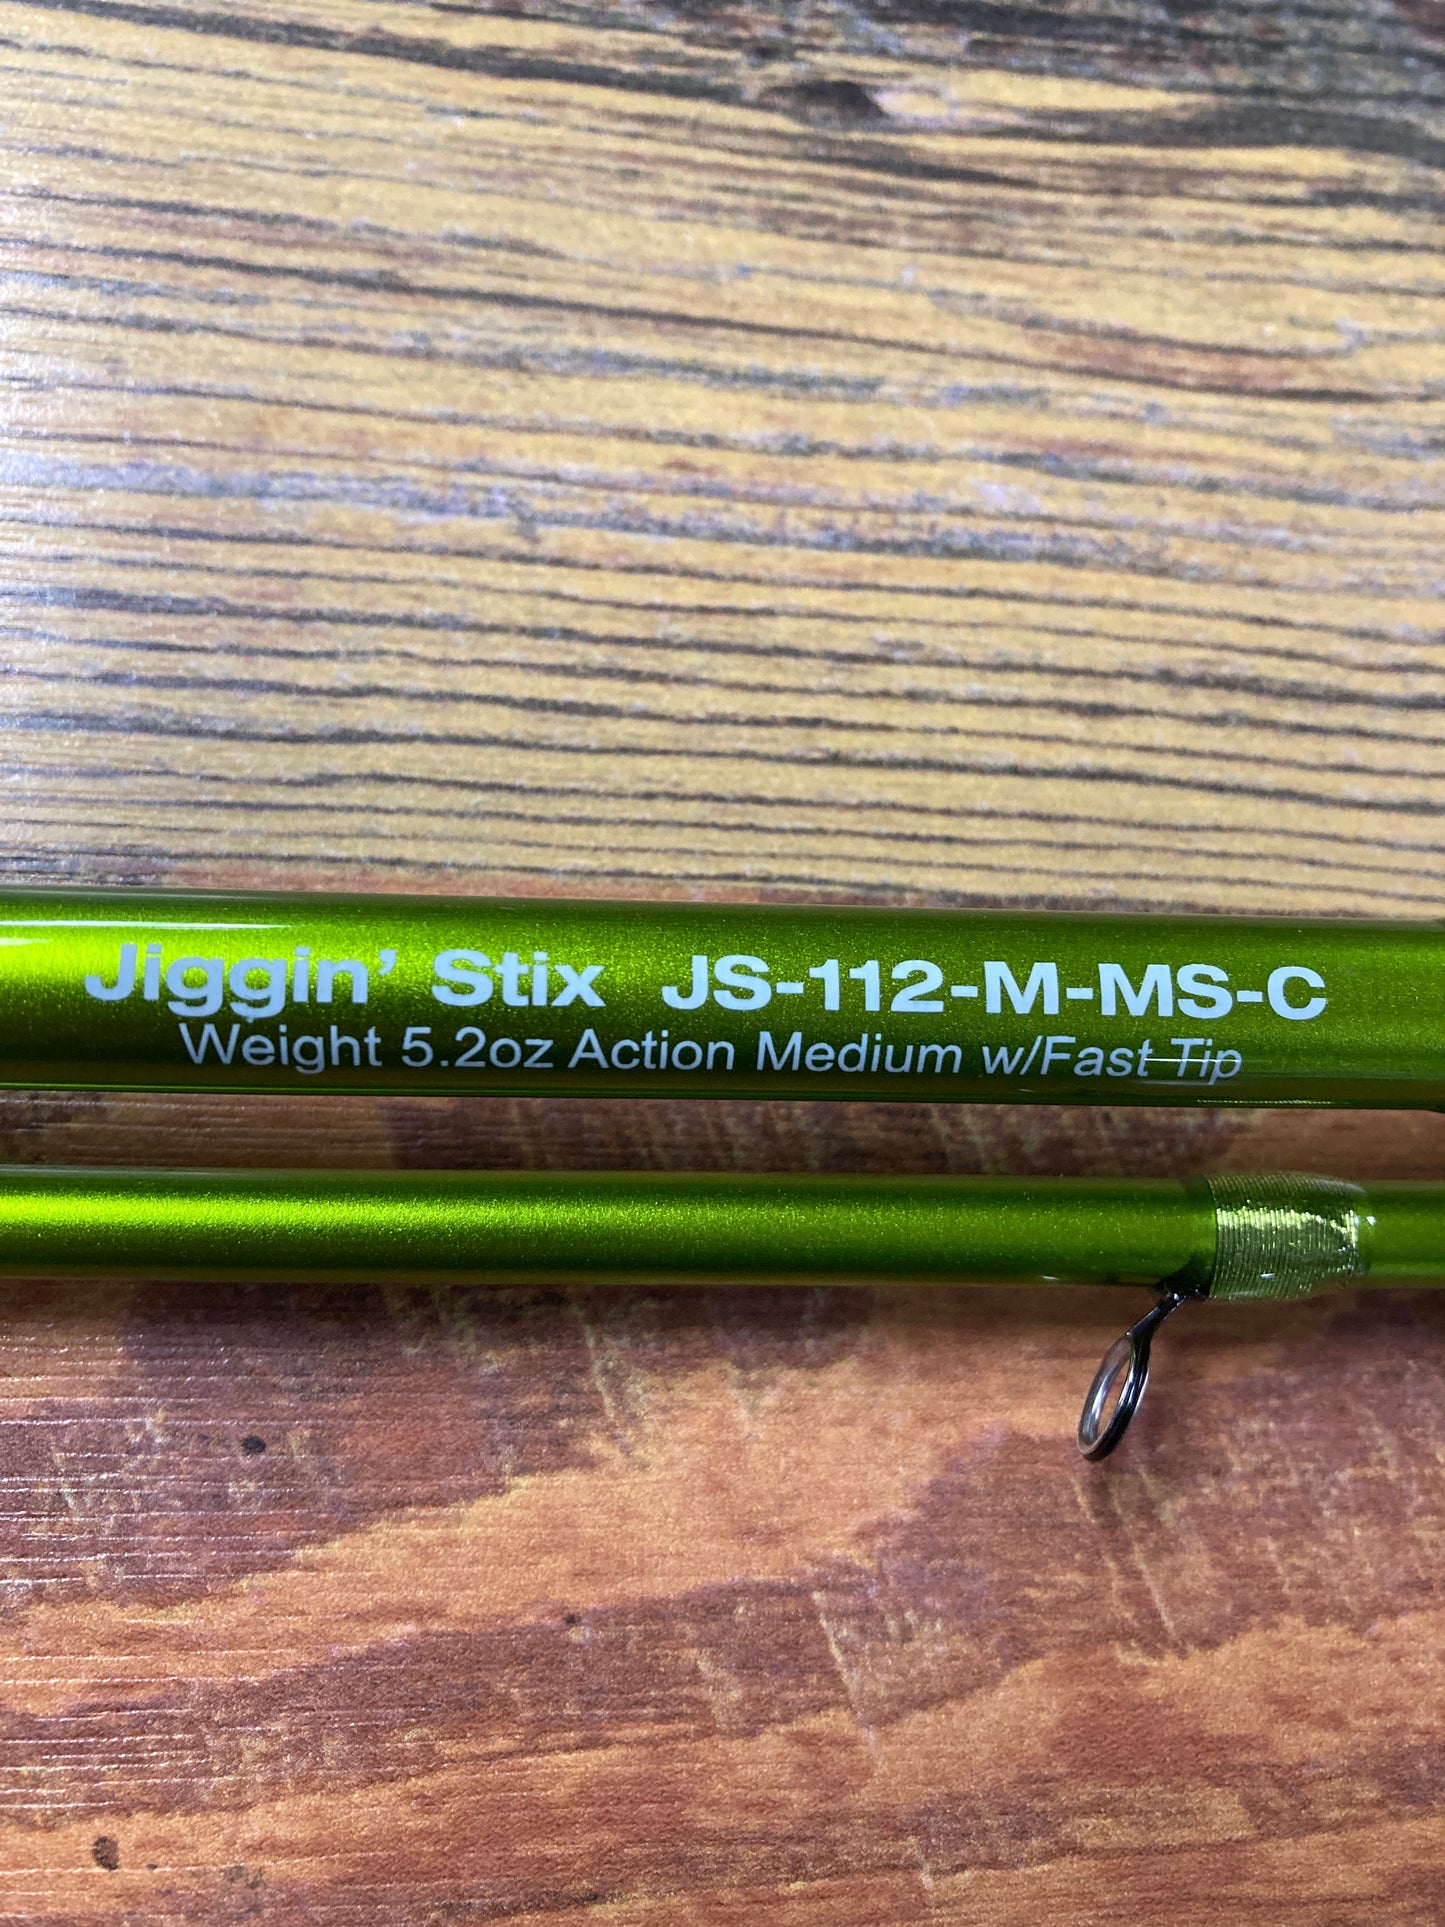 Jiggin' Stix JS-112-M-MS-C
Weight 5.2oz Action Medium w/Fast Tip